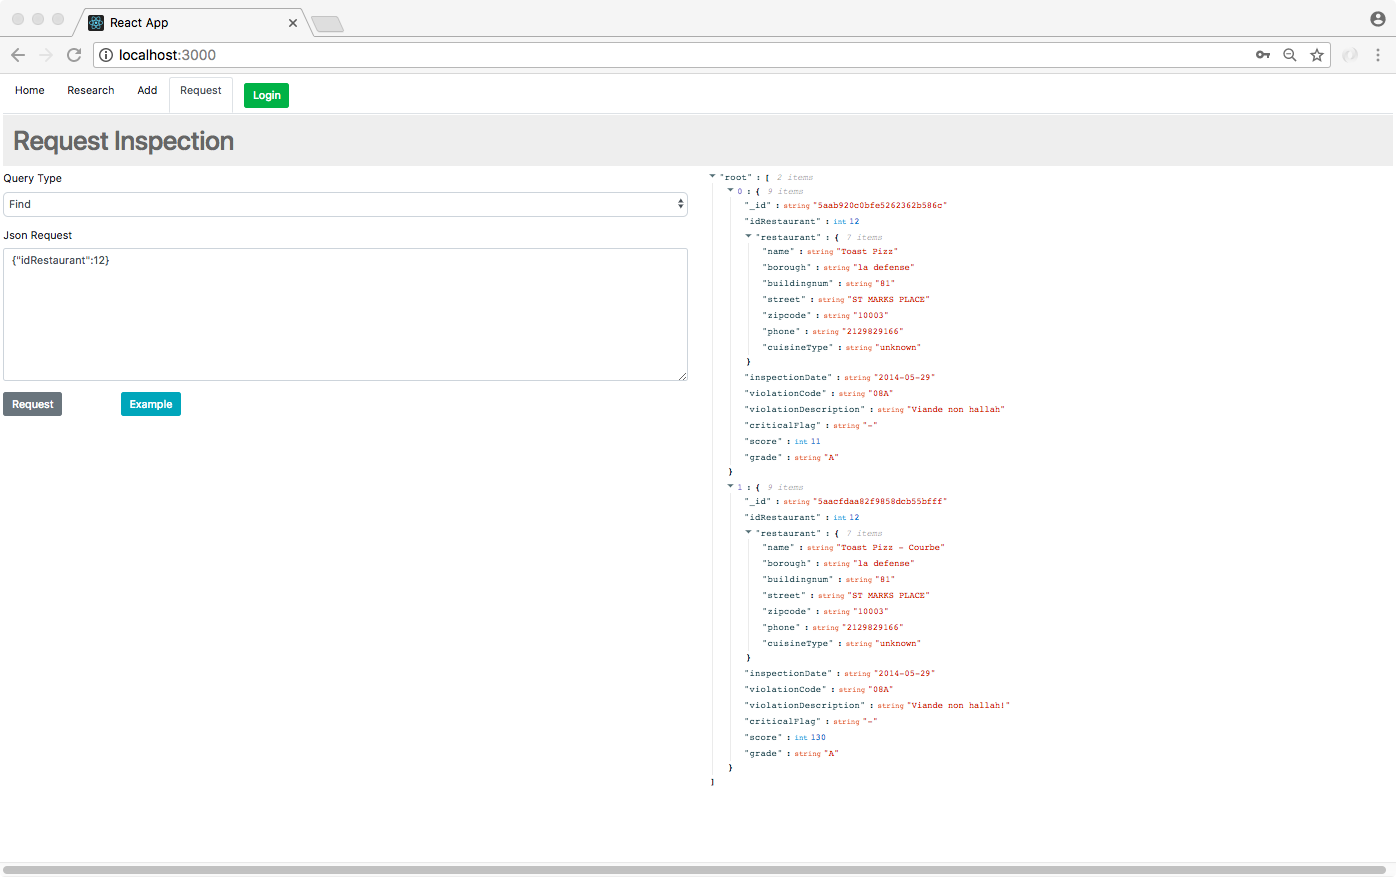 React App
localhost:3000
Home Research Add Request Login
Request Inspection
Query Type
Find
Json Request
{"idRestaurant":12}
Request Example
"root" : [ 2 items
0 : { 9 items
"_id" : string "5aab920c0bfe5262362b586c"
"idRestaurant" : int 12
"restaurant" : { 7 items
"name" : string "Toast Pizz"
"borough" : string "la defense"
"buildingnum" : string "81"
"street" : string "ST MARKS PLACE"
"zipcode" : string "10003"
"phone" : string "2129829166"
"cuisineType" : string "unknown"
}
"inspectionDate" : string "2014-05-29"
"violationCode" : string "08A"
"violationDescription" : string "Viande non hallah"
"criticalFlag" : string "-"
"score" : int 11
"grade" : string "A"
}
1 : { 9 items
"_id" : string "5aacfdaa82f9858dcb55bfff"
"idRestaurant" : int 12
"restaurant" : { 7 items
"name" : string "Toast Pizz - Courbe"
"borough" : string "la defense"
"buildingnum" : string "81"
"street" : string "ST MARKS PLACE"
"zipcode" : string "10003"
"phone" : string "2129829166"
"cuisineType" : string "unknown"
}
"inspectionDate" : string "2014-05-29"
"violationCode" : string "08A"
"violationDescription" : string "Viande non hallah!"
"criticalFlag" : string "-"
"score" : int 130
"grade" : string "A"
}
]